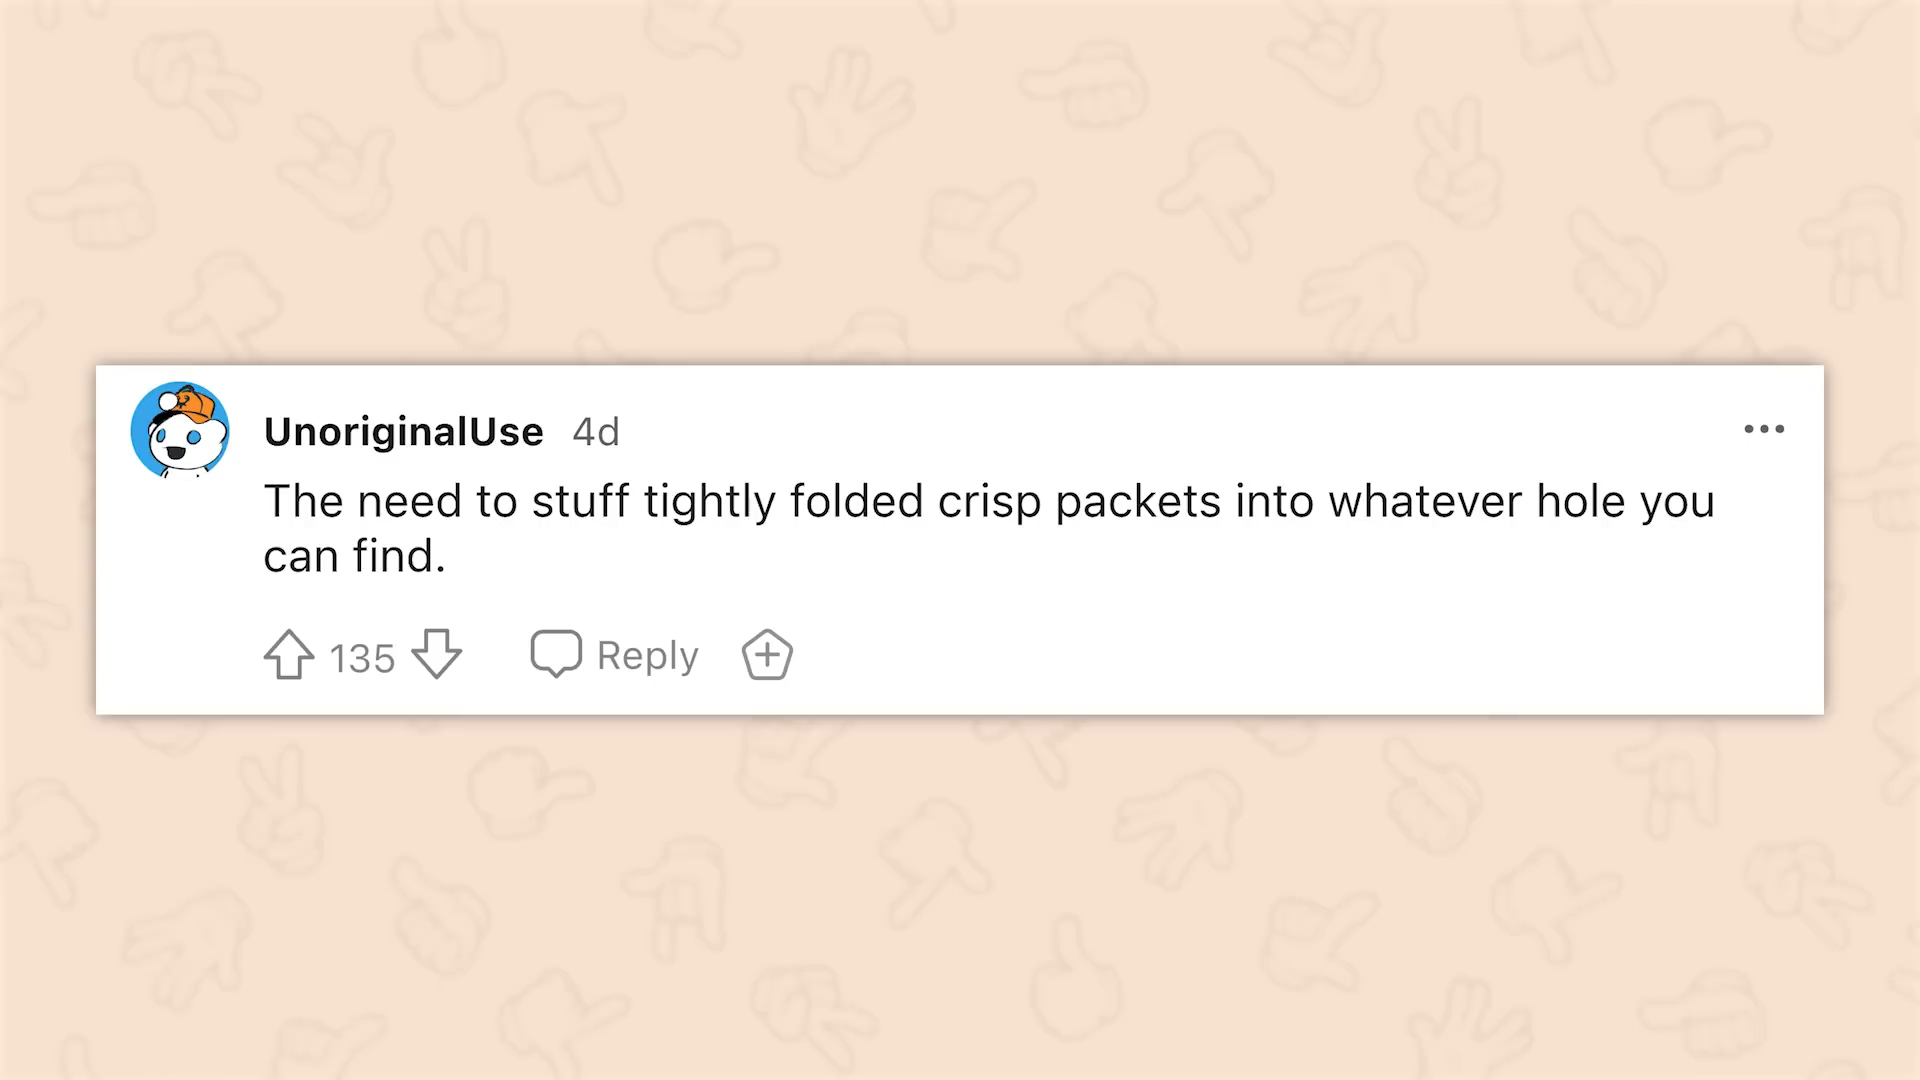 UnoriginalUse 4d
The need to stuff tightly folded crisp packets into whatever hole you
can find.
135 Reply